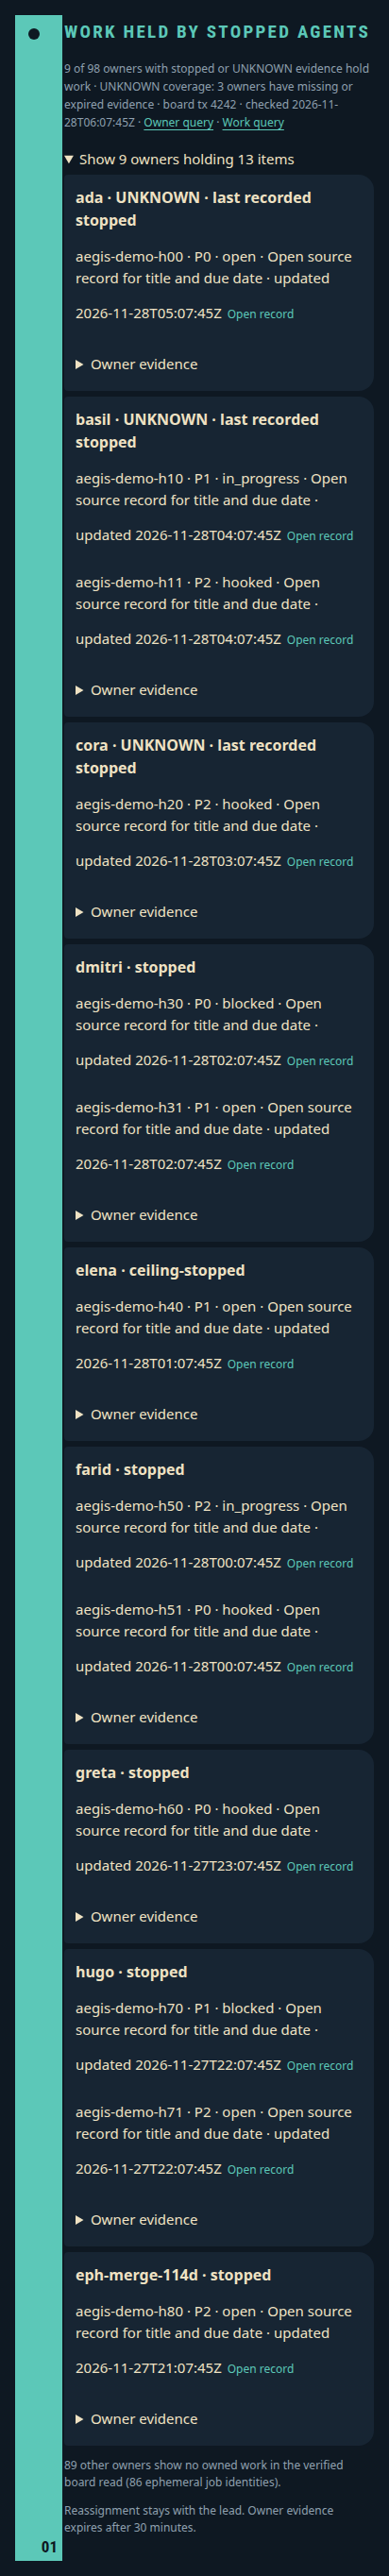 WORK HELD BY STOPPED AGENTS
9 of 98 owners with stopped or UNKNOWN evidence hold
work · UNKNOWN coverage: 3 owners have missing or
expired evidence · board tx 4242 · checked 2026-11-
28T06:07:45Z · Owner query · Work query
▼ Show 9 owners holding 13 items
ada · UNKNOWN · last recorded
stopped
aegis-demo-h00 · P0 · open · Open source
record for title and due date · updated
2026-11-28T05:07:45Z Open record
▶ Owner evidence
basil · UNKNOWN · last recorded
stopped
aegis-demo-h10 · P1 · in_progress · Open
source record for title and due date ·
updated 2026-11-28T04:07:45Z Open record
aegis-demo-h11 · P2 · hooked · Open
source record for title and due date ·
updated 2026-11-28T04:07:45Z Open record
▶ Owner evidence
cora · UNKNOWN · last recorded
stopped
aegis-demo-h20 · P2 · hooked · Open
source record for title and due date ·
updated 2026-11-28T03:07:45Z Open record
▶ Owner evidence
dmitri · stopped
aegis-demo-h30 · P0 · blocked · Open
source record for title and due date ·
updated 2026-11-28T02:07:45Z Open record
aegis-demo-h31 · P1 · open · Open source
record for title and due date · updated
2026-11-28T02:07:45Z Open record
▶ Owner evidence
elena · ceiling-stopped
aegis-demo-h40 · P1 · open · Open source
record for title and due date · updated
2026-11-28T01:07:45Z Open record
▶ Owner evidence
farid · stopped
aegis-demo-h50 · P2 · in_progress · Open
source record for title and due date ·
updated 2026-11-28T00:07:45Z Open record
aegis-demo-h51 · P0 · hooked · Open
source record for title and due date ·
updated 2026-11-28T00:07:45Z Open record
▶ Owner evidence
greta · stopped
aegis-demo-h60 · P0 · hooked · Open
source record for title and due date ·
updated 2026-11-27T23:07:45Z Open record
▶ Owner evidence
hugo · stopped
aegis-demo-h70 · P1 · blocked · Open
source record for title and due date ·
updated 2026-11-27T22:07:45Z Open record
aegis-demo-h71 · P2 · open · Open source
record for title and due date · updated
2026-11-27T22:07:45Z Open record
▶ Owner evidence
eph-merge-114d · stopped
aegis-demo-h80 · P2 · open · Open source
record for title and due date · updated
2026-11-27T21:07:45Z Open record
▶ Owner evidence
89 other owners show no owned work in the verified
board read (86 ephemeral job identities).
Reassignment stays with the lead. Owner evidence
expires after 30 minutes.
01